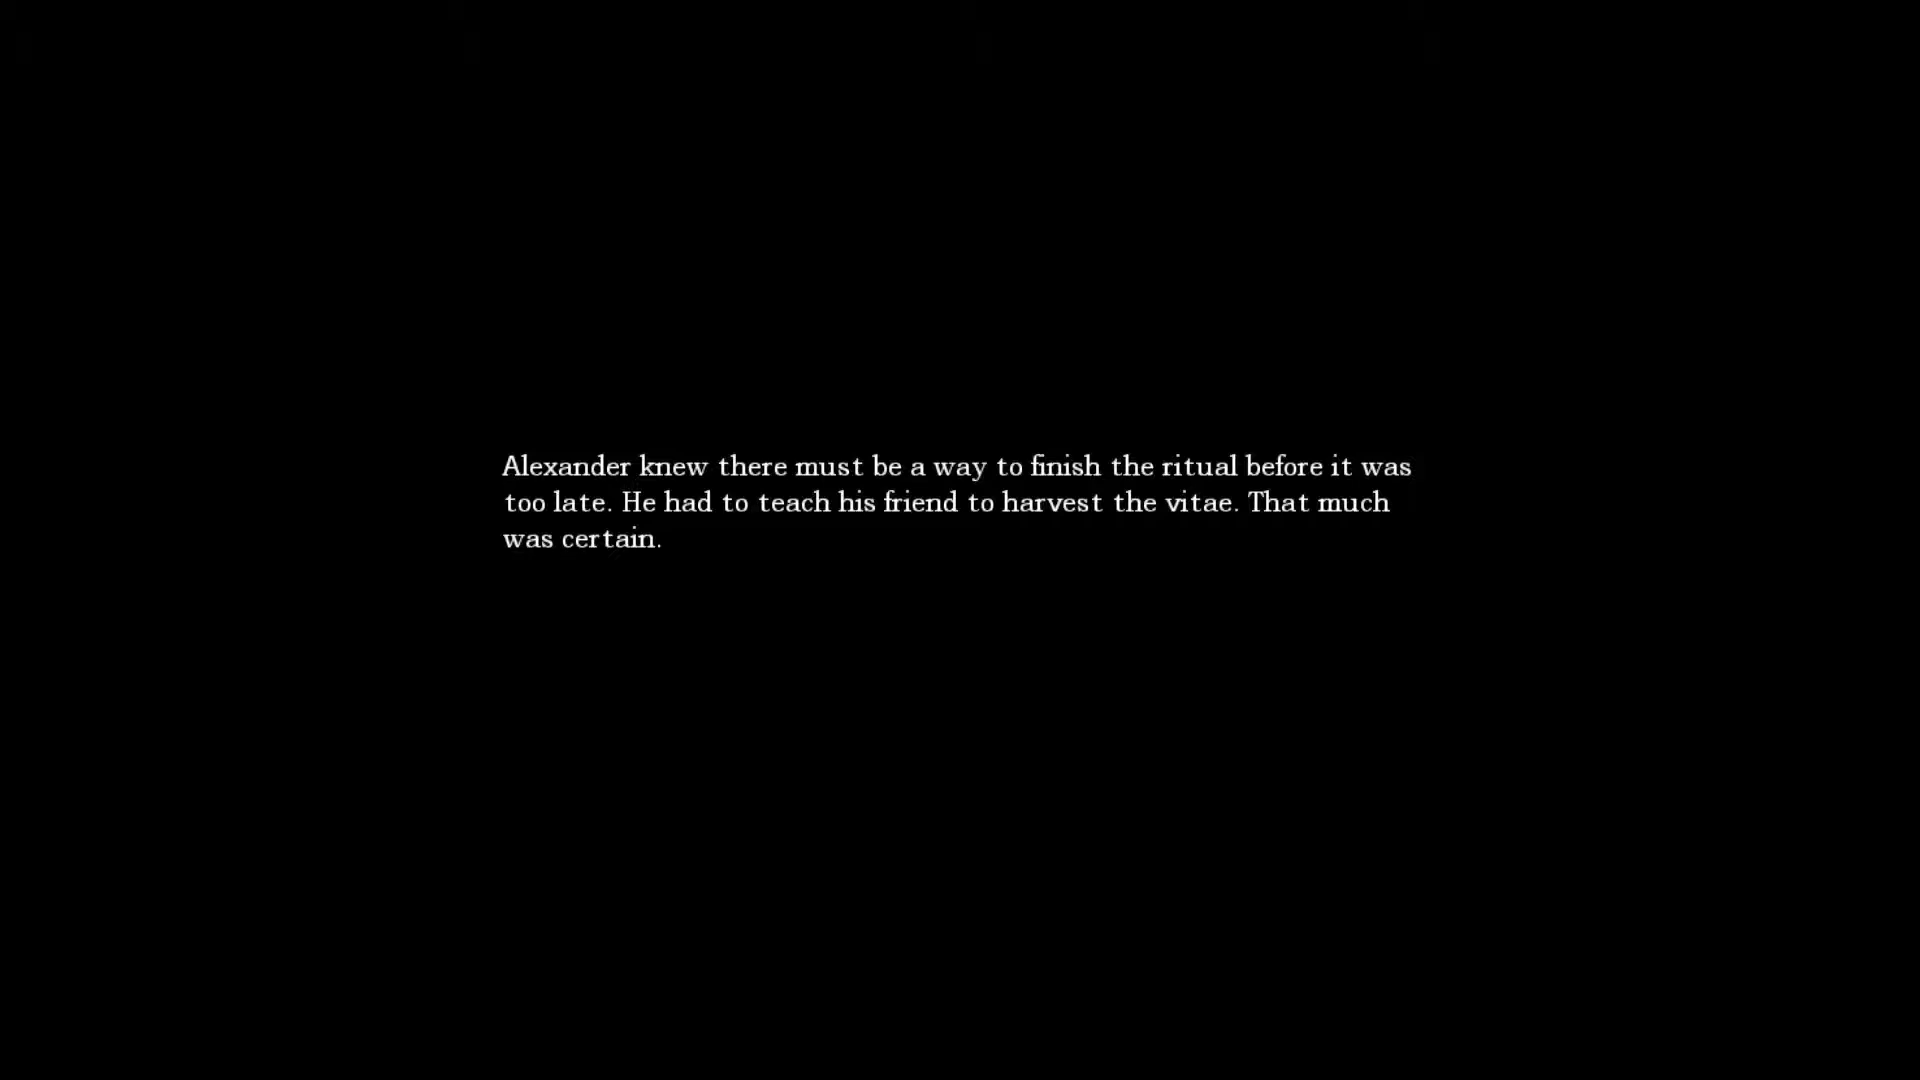 Alexander knew there must be a way to finish the ritual before it was
too late. He had to teach his friend to harvest the vitae. That much
was certain.